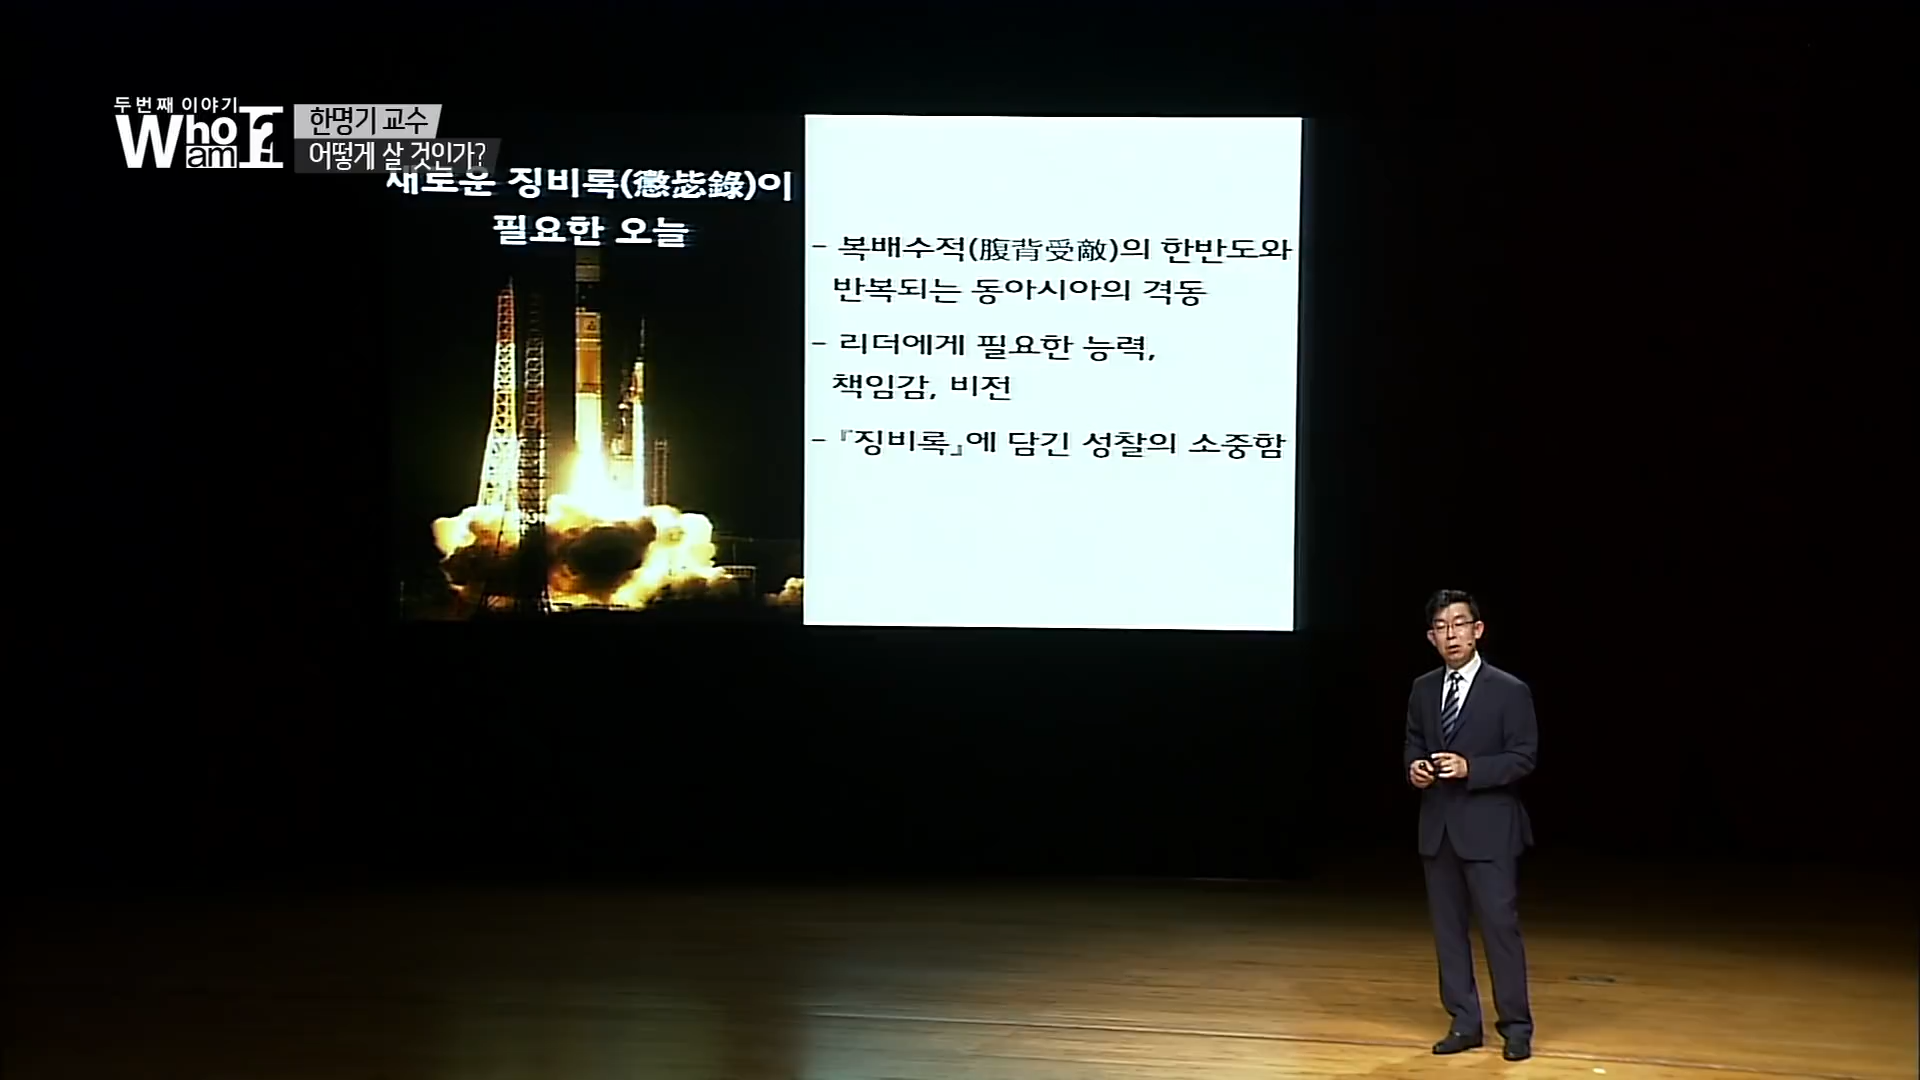 두번째 이야기
Who am I
한명기 교수
어떻게 살 것인가?
새로운 징비록(懲毖錄)이
필요한 오늘
- 복배수적(腹背受敵)의 한반도와
반복되는 동아시아의 격동
- 리더에게 필요한 능력,
책임감, 비전
- 『징비록』에 담긴 성찰의 소중함